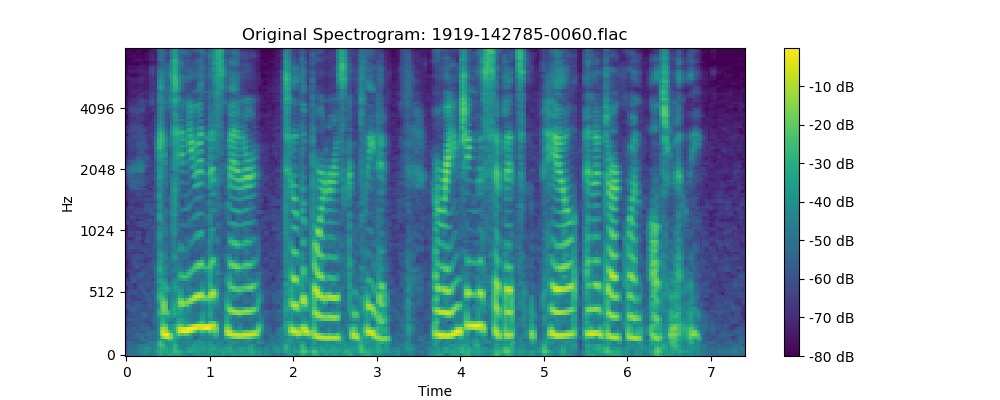 Original Spectrogram: 1919-142785-0060.flac
Hz
4096
2048
1024
512
0
0 1 2 3 4 5 6 7
Time
-10 dB
-20 dB
-30 dB
-40 dB
-50 dB
-60 dB
-70 dB
-80 dB